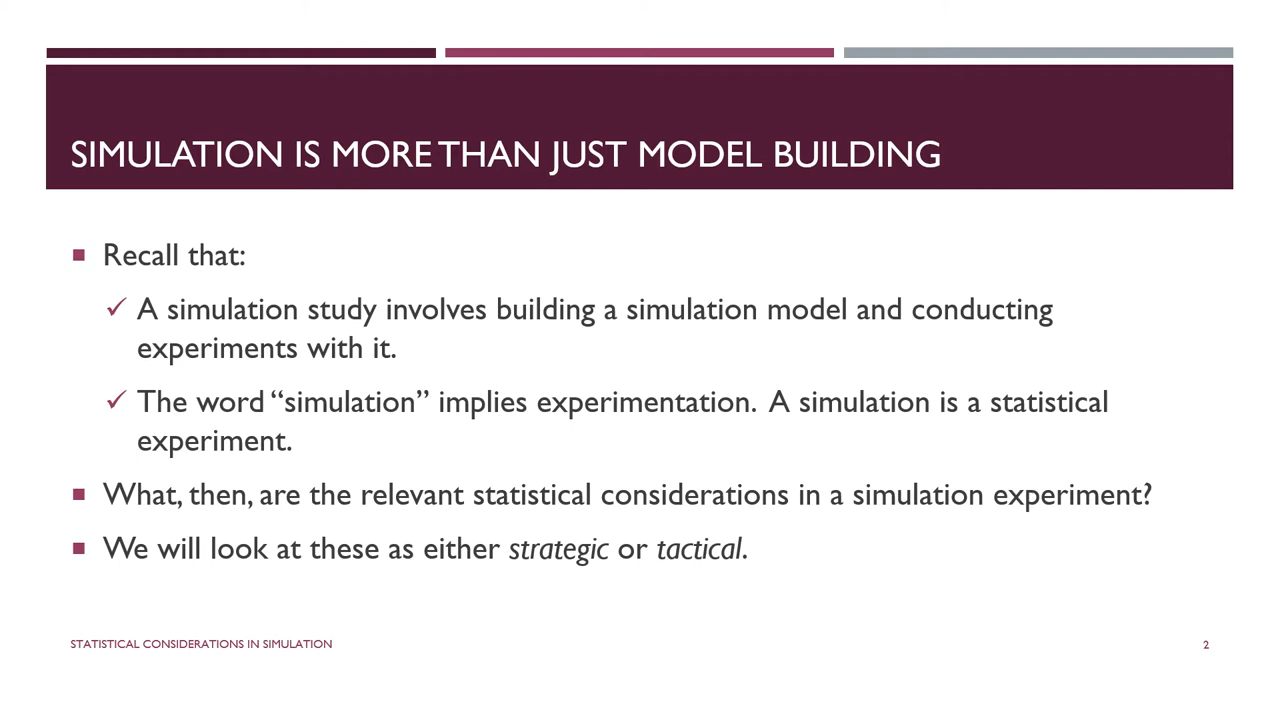 SIMULATION IS MORE THAN JUST MODEL BUILDING
Recall that:
A simulation study involves building a simulation model and conducting
experiments with it.
The word “simulation” implies experimentation.  A simulation is a statistical
experiment.
What, then, are the relevant statistical considerations in a simulation experiment?
We will look at these as either strategic or tactical.
STATISTICAL CONSIDERATIONS IN SIMULATION
2